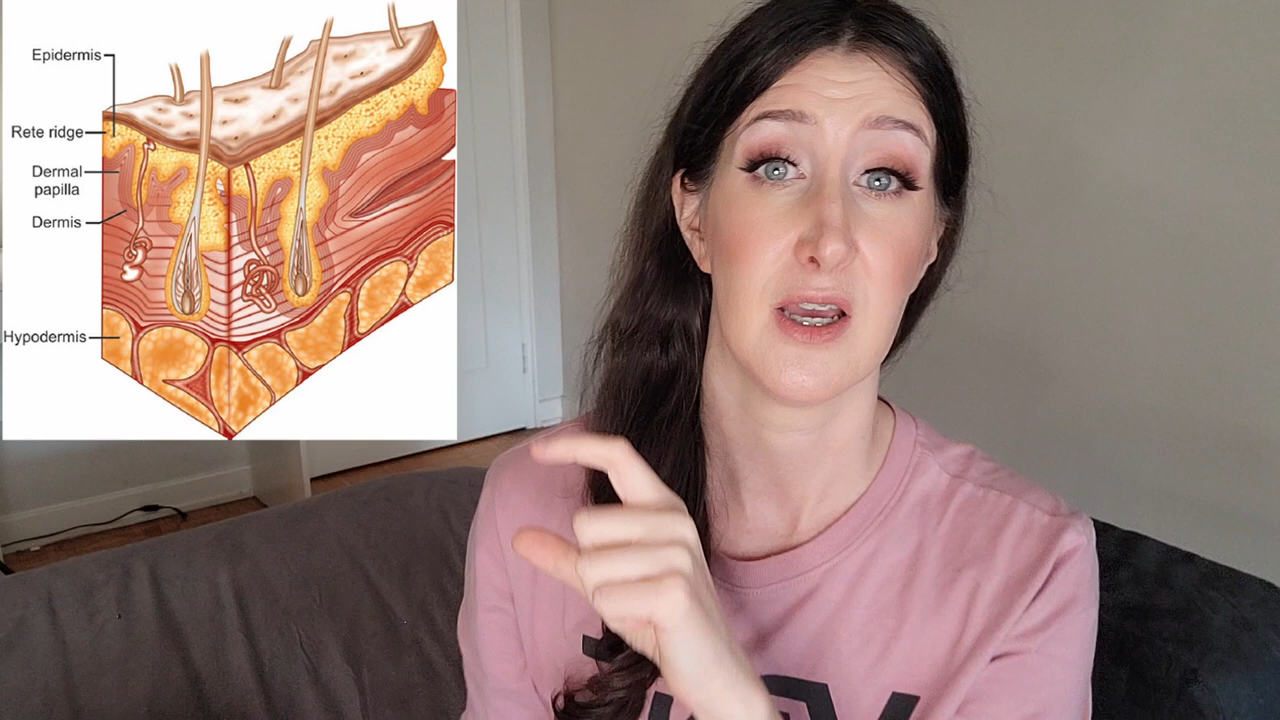 Epidermis
Rete ridge
Dermal
papilla
Dermis
Hypodermis